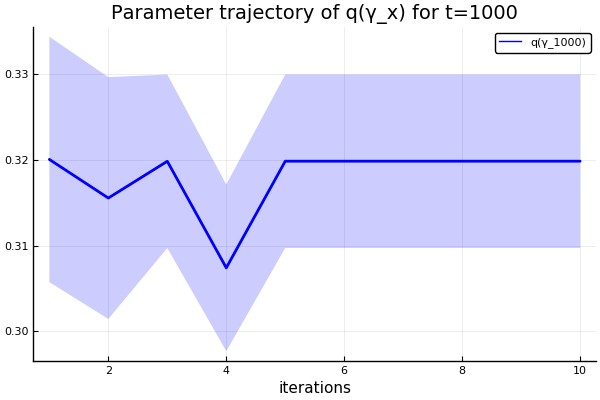 Parameter trajectory of q(γ_x) for t=1000
q(γ_1000)
0.33
0.32
0.31
0.30
2 4 6 8 10
iterations